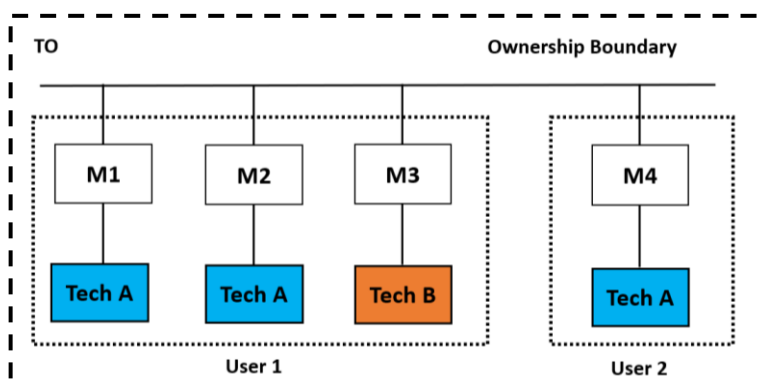 TO
Ownership Boundary
M1
M2
M3
M4
Tech A
Tech A
Tech B
Tech A
User 1
User 2